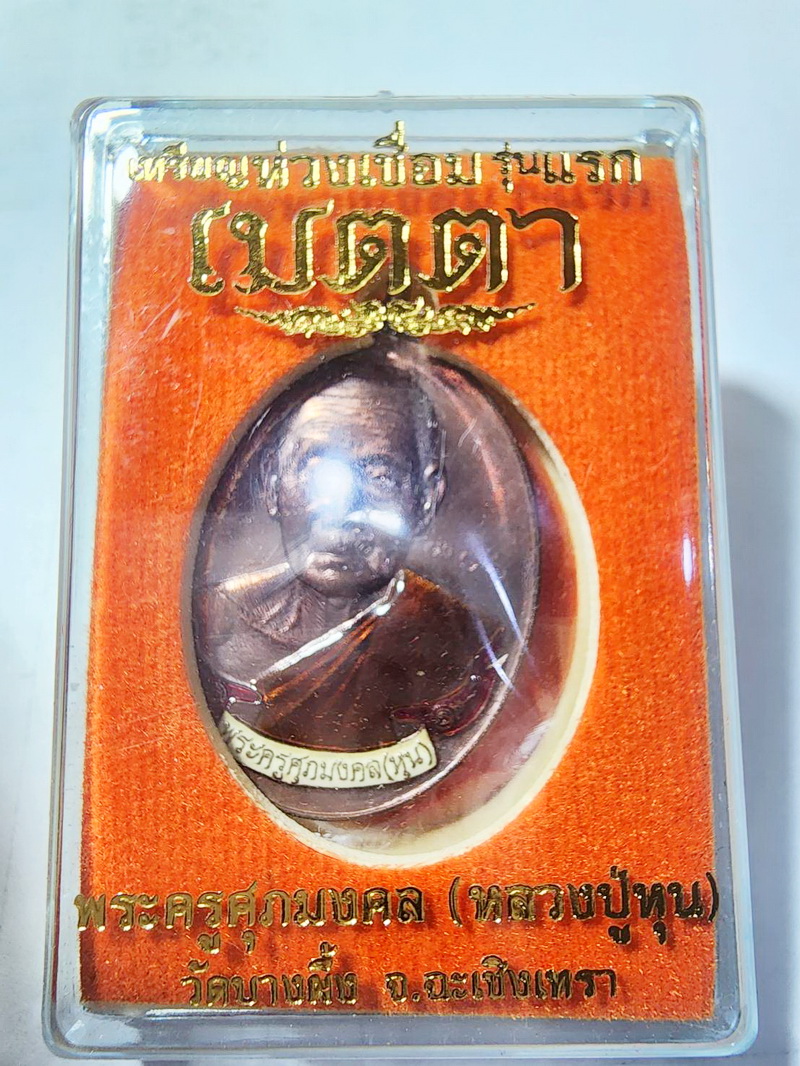 เหรียญห่วงเชื่อม รุ่นแรก
เมตตา
พระครูศุภมงคล(หุน)
พระครูศุภมงคล (หลวงปู่หุน)
วัดบางผึ้ง จ.ฉะเชิงเทรา